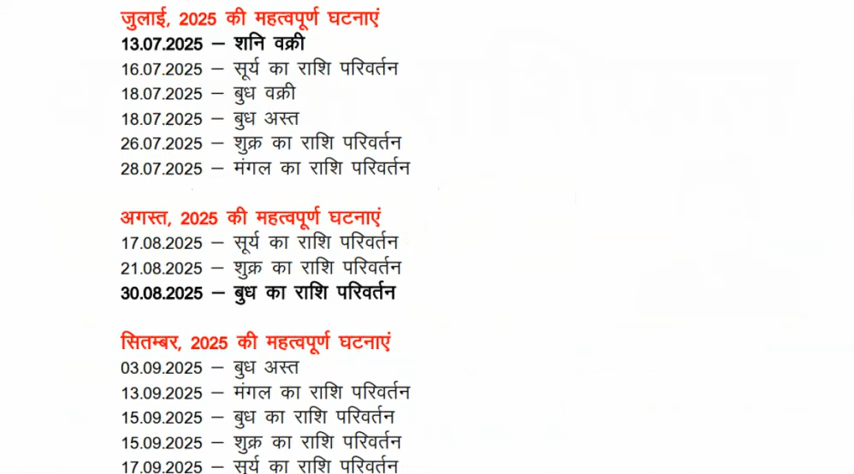 जुलाई, 2025 की महत्वपूर्ण घटनाएं
13.07.2025 – शनि वक्री
16.07.2025 – सूर्य का राशि परिवर्तन
18.07.2025 – बुध वक्री
18.07.2025 – बुध अस्त
26.07.2025 – शुक्र का राशि परिवर्तन
28.07.2025 – मंगल का राशि परिवर्तन
अगस्त, 2025 की महत्वपूर्ण घटनाएं
17.08.2025 – सूर्य का राशि परिवर्तन
21.08.2025 – शुक्र का राशि परिवर्तन
30.08.2025 – बुध का राशि परिवर्तन
सितम्बर, 2025 की महत्वपूर्ण घटनाएं
03.09.2025 – बुध अस्त
13.09.2025 – मंगल का राशि परिवर्तन
15.09.2025 – बुध का राशि परिवर्तन
15.09.2025 – शुक्र का राशि परिवर्तन
17.09.2025 – सूर्य का राशि परिवर्तन